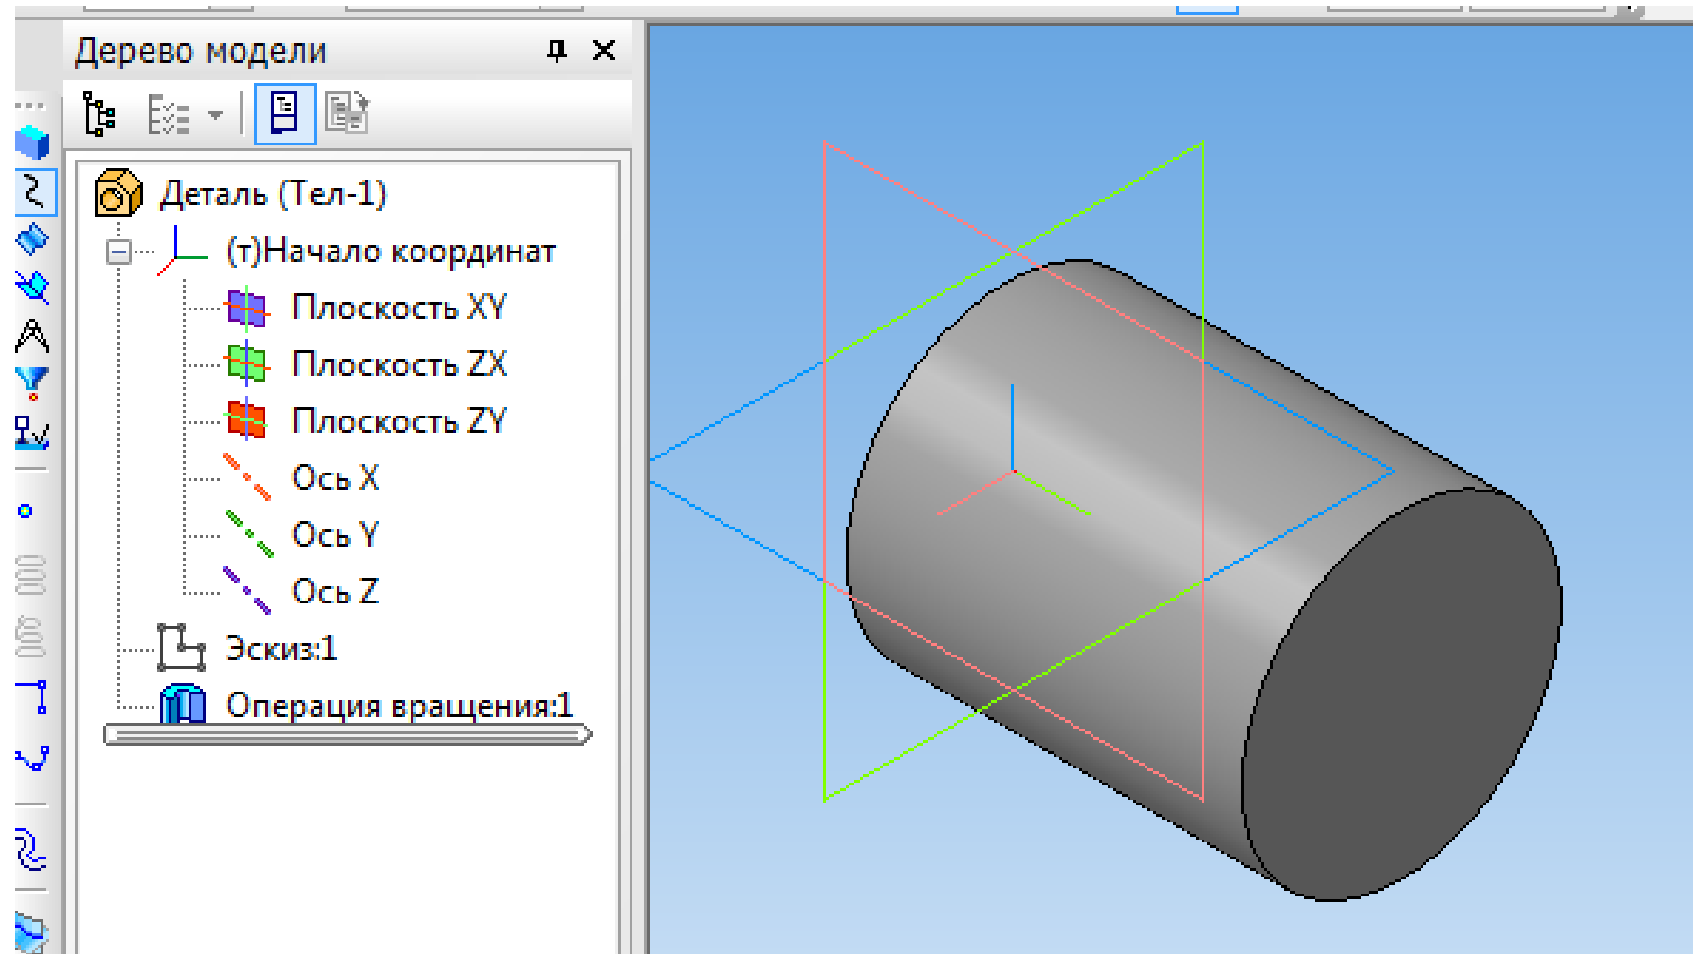 Дерево модели
Деталь (Тел-1)
(т)Начало координат
Плоскость XY
Плоскость ZX
Плоскость ZY
Ось X
Ось Y
Ось Z
Эскиз:1
Операция вращения:1